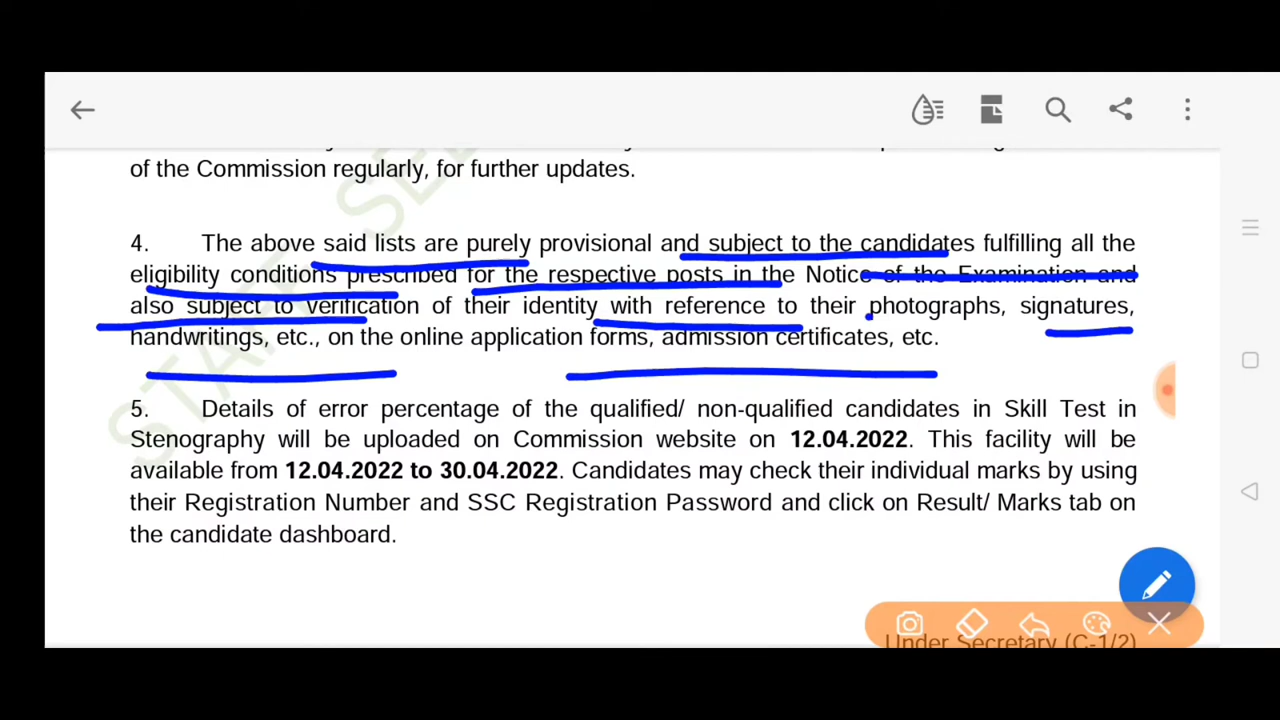 of the Commission regularly, for further updates.
4. The above said lists are purely provisional and subject to the candidates fulfilling all the
eligibility conditions prescribed for the respective posts in the Notice of the Examination and
also subject to verification of their identity with reference to their photographs, signatures,
handwritings, etc., on the online application forms, admission certificates, etc.
5. Details of error percentage of the qualified/ non-qualified candidates in Skill Test in
Stenography will be uploaded on Commission website on 12.04.2022. This facility will be
available from 12.04.2022 to 30.04.2022. Candidates may check their individual marks by using
their Registration Number and SSC Registration Password and click on Result/ Marks tab on
the candidate dashboard.
Under Secretary (C-1/2)